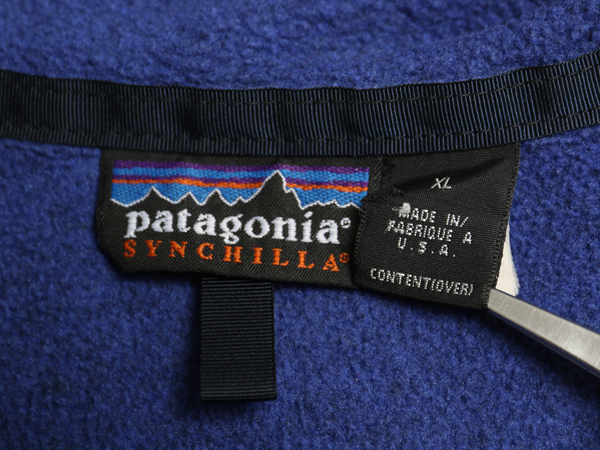 patagonia®
SYNCHILLA®
XL
MADE IN/
FABRIQUE A
U.S.A.
CONTENT(OVER)